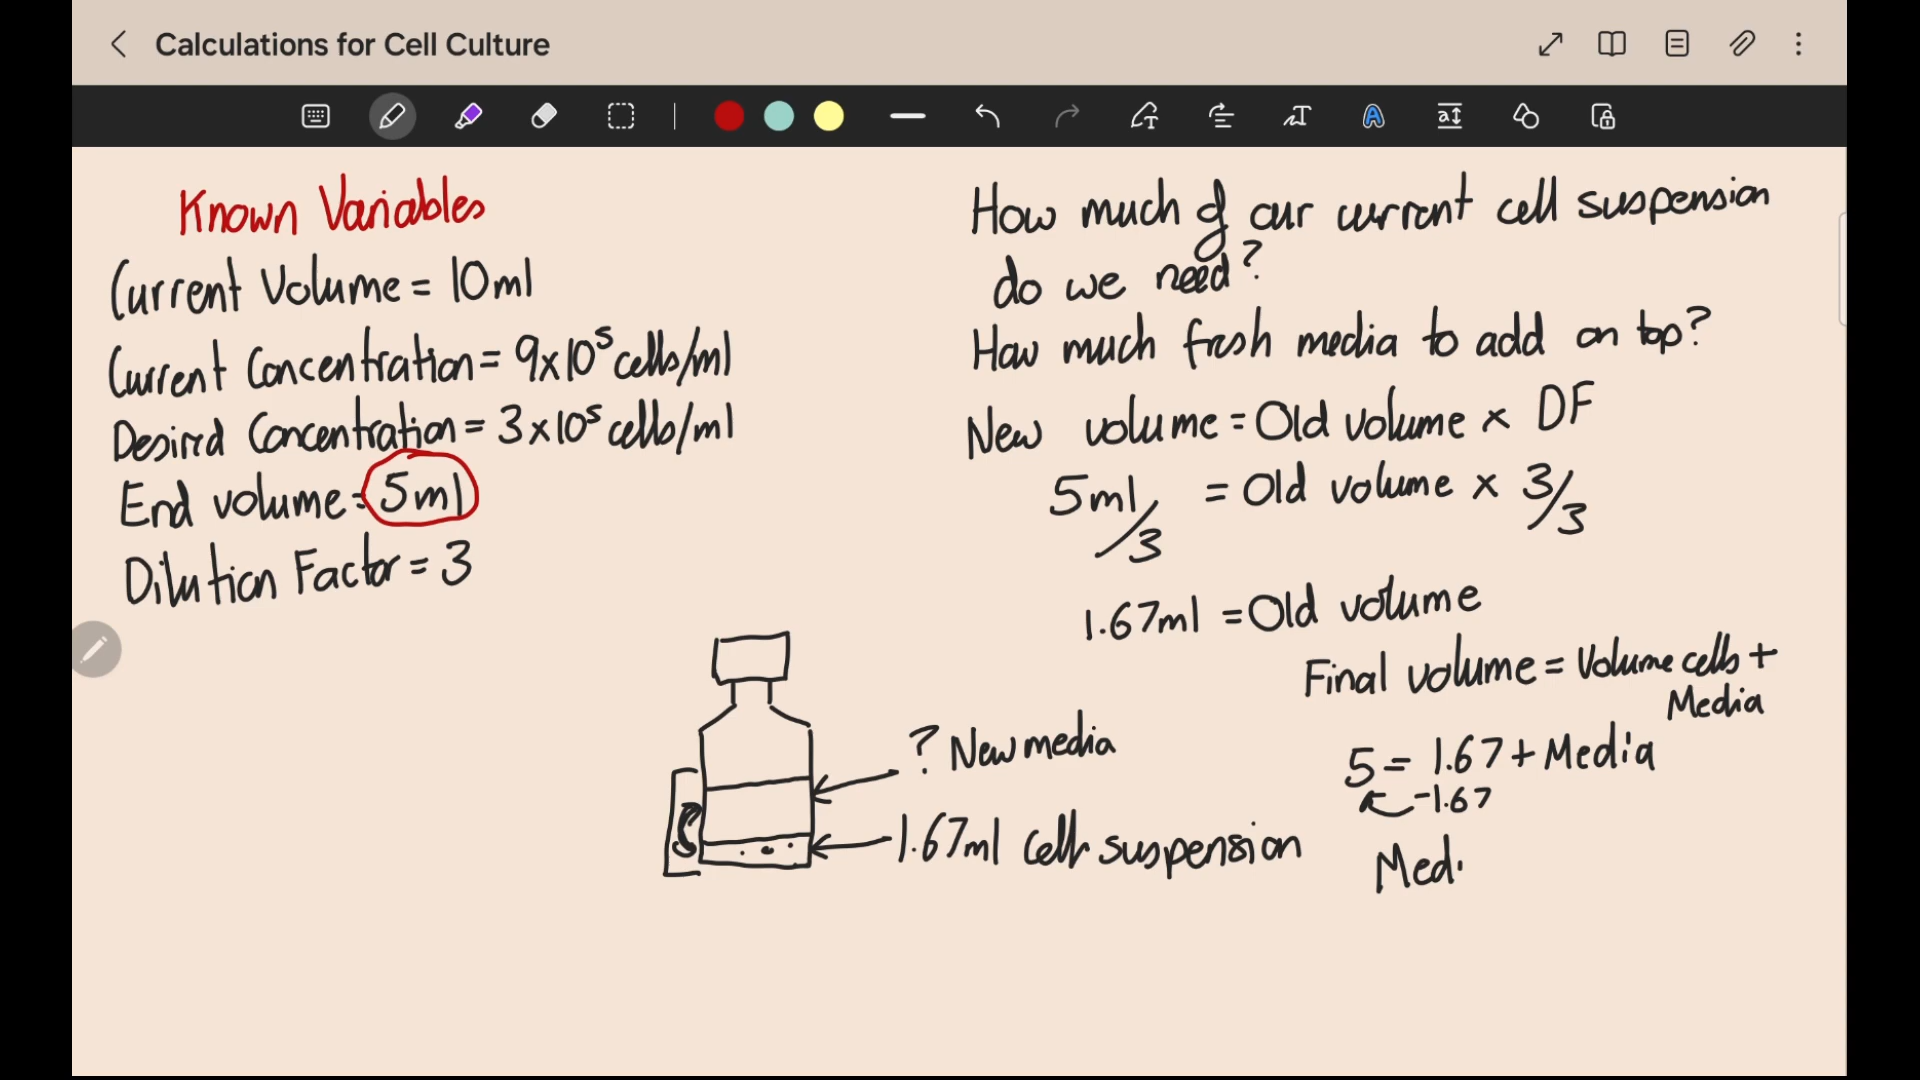 Calculations for Cell Culture
Known Variables
Current Volume = 10ml
Current Concentration = 9x10⁵ cells/ml
Desired Concentration = 3x10⁵ cells/ml
End volume = 5ml
Dilution Factor = 3
How much of our current cell suspension
do we need?
How much fresh media to add on top?
New volume = Old volume x DF
5ml/3 = Old volume x 3/3
1.67ml = Old volume
Final volume = Volume cells +
Media
5 = 1.67 + Media
-1.67
Medi
? New media
1.67ml cell suspension